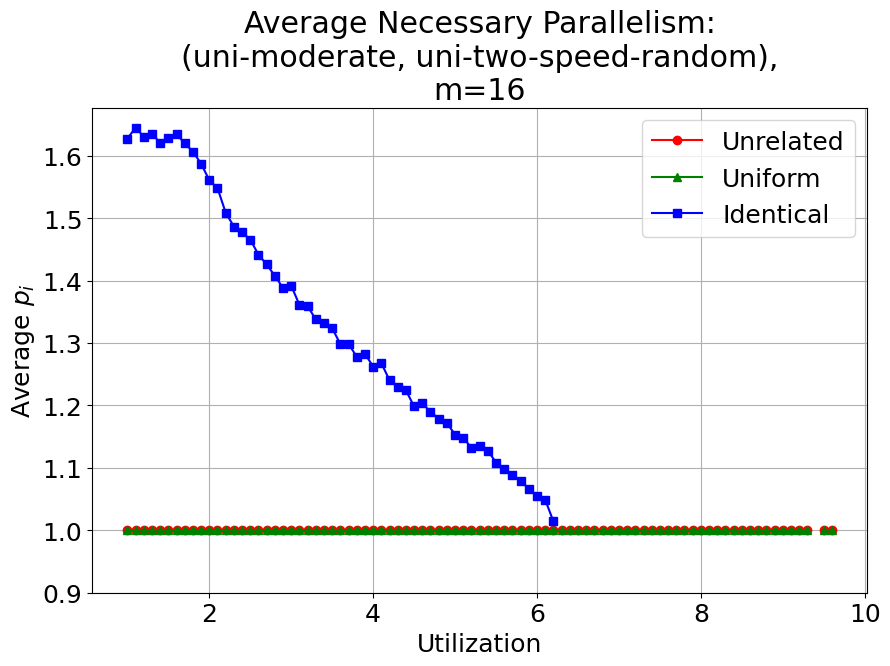 Average Necessary Parallelism:
(uni-moderate, uni-two-speed-random),
m=16
Unrelated
Uniform
Identical
Average p_i
1.6
1.5
1.4
1.3
1.2
1.1
1.0
0.9
2 4 6 8 10
Utilization